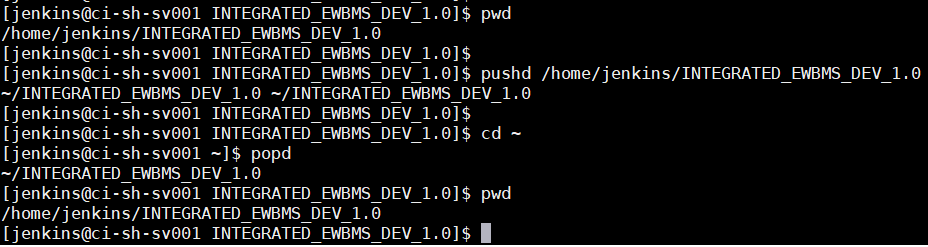 [jenkins@ci-sh-sv001 INTEGRATED_EWBMS_DEV_1.0]$ pwd
/home/jenkins/INTEGRATED_EWBMS_DEV_1.0
[jenkins@ci-sh-sv001 INTEGRATED_EWBMS_DEV_1.0]$
[jenkins@ci-sh-sv001 INTEGRATED_EWBMS_DEV_1.0]$ pushd /home/jenkins/INTEGRATED_EWBMS_DEV_1.0
~/INTEGRATED_EWBMS_DEV_1.0 ~/INTEGRATED_EWBMS_DEV_1.0
[jenkins@ci-sh-sv001 INTEGRATED_EWBMS_DEV_1.0]$
[jenkins@ci-sh-sv001 INTEGRATED_EWBMS_DEV_1.0]$ cd ~
[jenkins@ci-sh-sv001 ~]$ popd
~/INTEGRATED_EWBMS_DEV_1.0
[jenkins@ci-sh-sv001 INTEGRATED_EWBMS_DEV_1.0]$ pwd
/home/jenkins/INTEGRATED_EWBMS_DEV_1.0
[jenkins@ci-sh-sv001 INTEGRATED_EWBMS_DEV_1.0]$